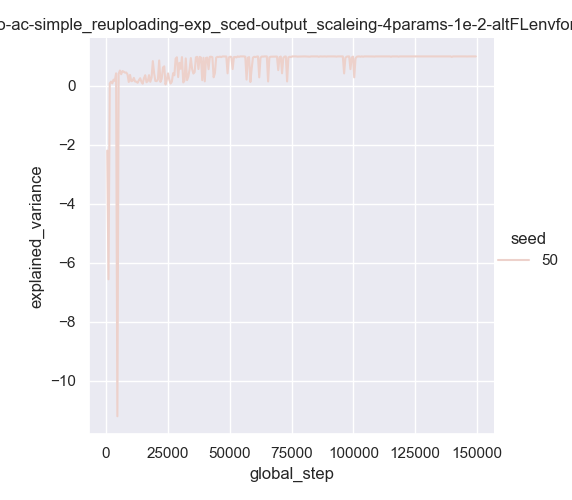 -ac-simple_reuploading-exp_sced-output_scaleing-4params-1e-2-altFLenvfor
explained_variance
0
−2
−4
−6
−8
−10
0 25000 50000 75000 100000 125000 150000
global_step
seed
50